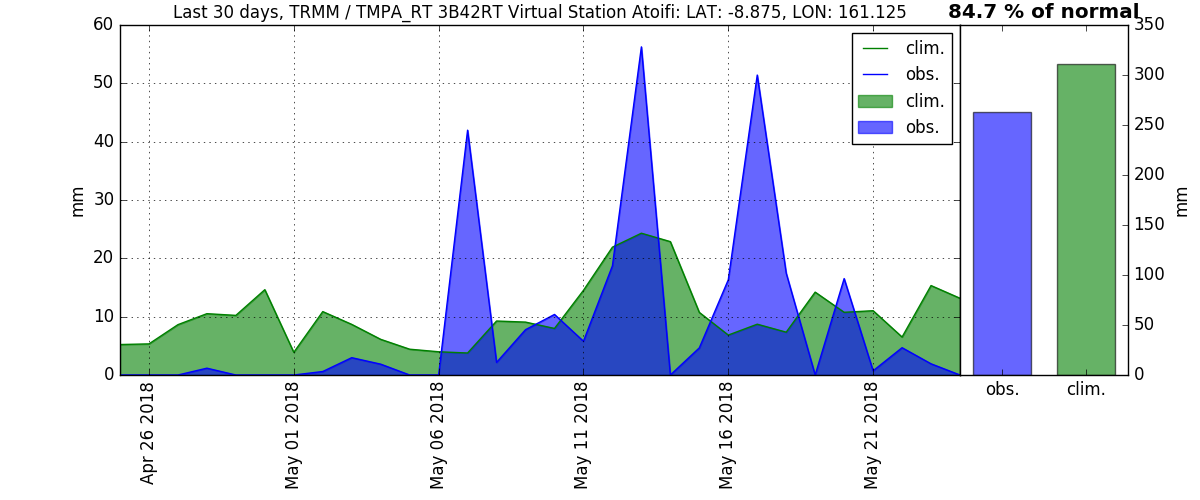 Last 30 days, TRMM / TMPA_RT 3B42RT Virtual Station Atoifi: LAT: -8.875, LON: 161.125
84.7 % of normal
60
50
40
30
20
10
0
mm
clim.
obs.
clim.
obs.
350
300
250
200
150
100
50
0
mm
obs.
clim.
Apr 26 2018
May 01 2018
May 06 2018
May 11 2018
May 16 2018
May 21 2018